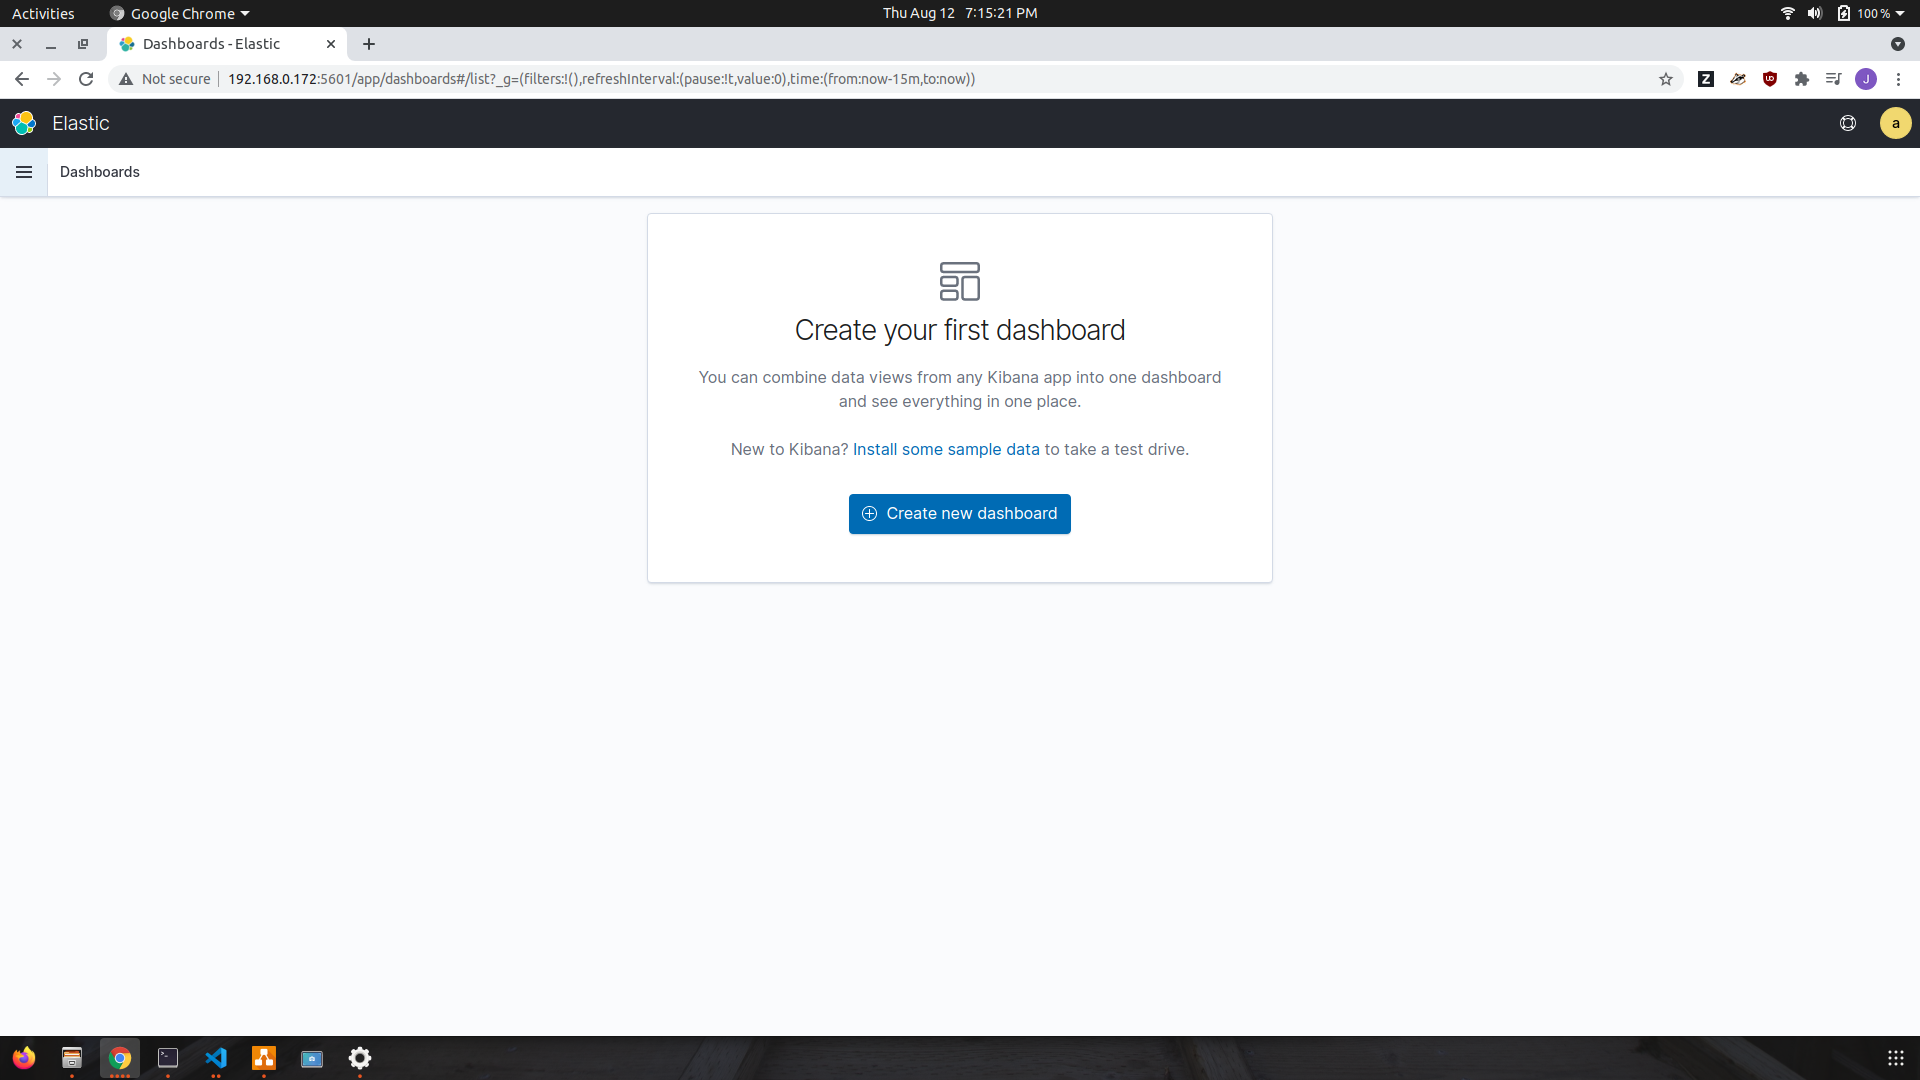 Activities
Google Chrome
Thu Aug 12 7:15:21 PM
100 %
Dashboards - Elastic
Not secure
192.168.0.172:5601/app/dashboards#/list?_g=(filters:!(),refreshInterval:(pause:!t,value:0),time:(from:now-15m,to:now))
Z
UD
J
Elastic
a
Dashboards
Create your first dashboard
You can combine data views from any Kibana app into one dashboard
and see everything in one place.
New to Kibana? Install some sample data to take a test drive.
Create new dashboard